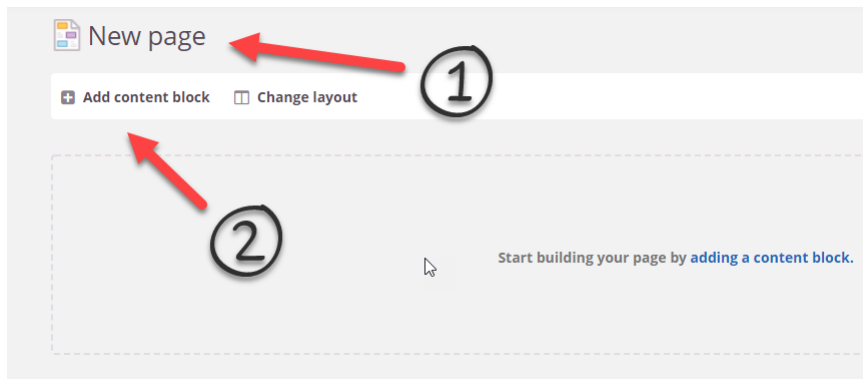 New page
1
Add content block Change layout
2
Start building your page by adding a content block.